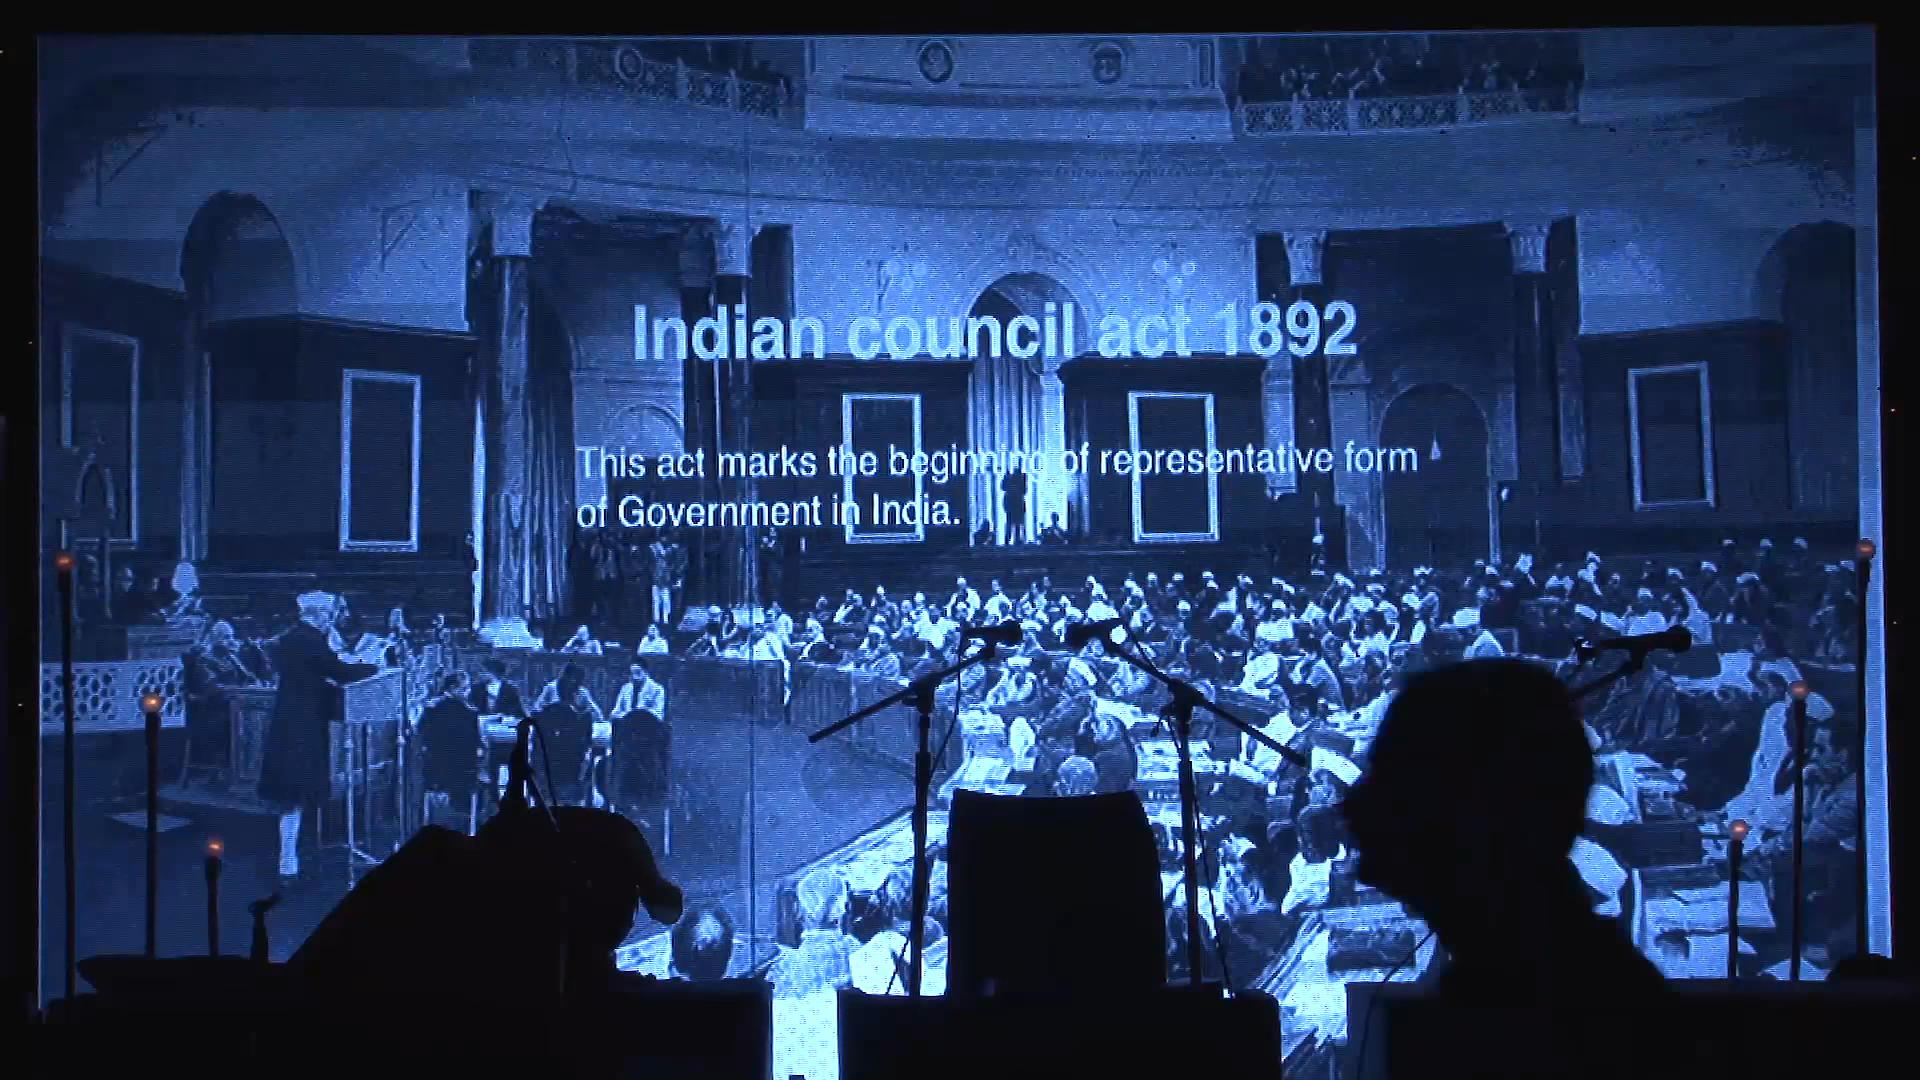 Indian council act 1892
This act marks the beginning of representative form
of Government in India.